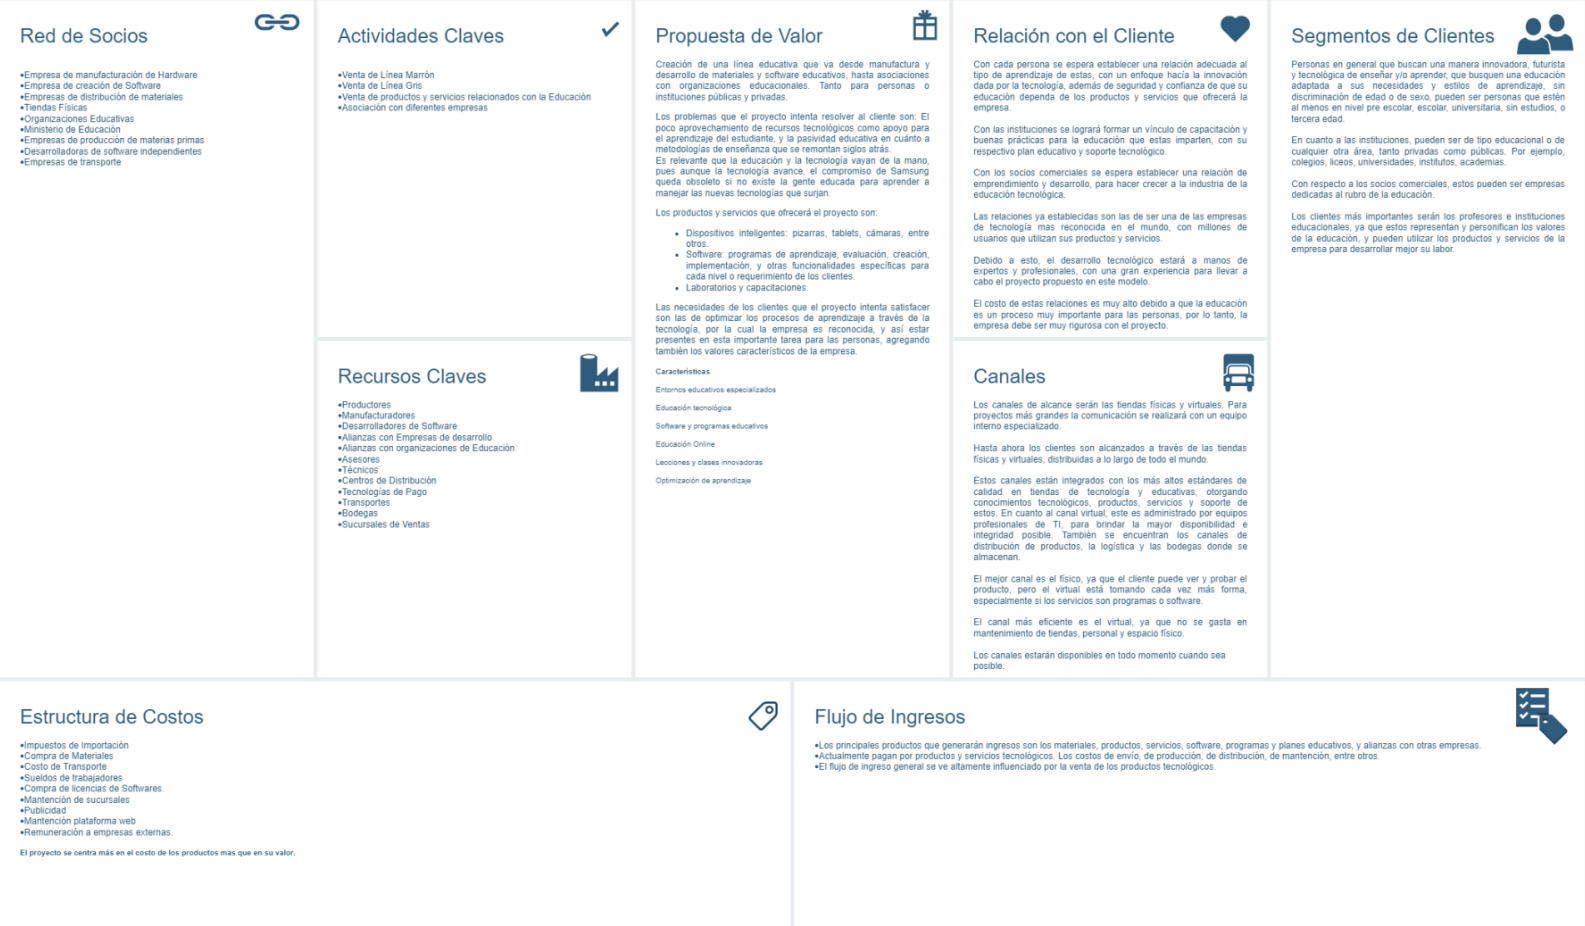 Red de Socios
•Empresa de manufacturación de Hardware
•Empresa de creación de Software
•Empresas de distribución de materiales
•Tiendas Físicas
•Organizaciones Educativas
•Ministerio de Educación
•Empresas de producción de materias primas
•Desarrolladoras de software independientes
•Empresas de transporte
Actividades Claves
•Venta de Línea Marrón
•Venta de Línea Gris
•Venta de productos y servicios relacionados con la Educación
•Asociación con diferentes empresas
Recursos Claves
•Productores
•Manufacturadores
•Desarrolladores de Software
•Alianzas con Empresas de desarrollo
•Alianzas con organizaciones de Educación
•Asesores
•Técnicos
•Centros de Distribución
•Tecnologías de Pago
•Transportes
•Bodegas
•Sucursales de Ventas
Propuesta de Valor
Creación de una línea educativa que va desde manufactura y
desarrollo de materiales y software educativos, hasta asociaciones
con organizaciones educacionales. Tanto para personas o
instituciones públicas y privadas.
Los problemas que el proyecto intenta resolver al cliente son: El
poco aprovechamiento de recursos tecnológicos como apoyo para
el aprendizaje del estudiante, y la pasividad educativa en cuánto a
metodologías de enseñanza que se remontan siglos atrás.
Es relevante que la educación y la tecnología vayan de la mano,
pues aunque la tecnología avance, el compromiso de Samsung
queda obsoleto si no existe la gente educada para aprender a
manejar las nuevas tecnologías que surjan.
Los productos y servicios que ofrecerá el proyecto son:
• Dispositivos inteligentes: pizarras, tablets, cámaras, entre
otros.
• Software: programas de aprendizaje, evaluación, creación,
implementación, y otras funcionalidades específicas para
cada nivel o requerimiento de los clientes.
• Laboratorios y capacitaciones.
Las necesidades de los clientes que el proyecto intenta satisfacer
son las de optimizar los procesos de aprendizaje a través de la
tecnología, por la cual la empresa es reconocida, y así estar
presentes en esta importante tarea para las personas, agregando
también los valores característicos de la empresa.
Características
Entornos educativos especializados
Educación tecnológica
Software y programas educativos
Educación Online
Lecciones y clases innovadoras
Optimización de aprendizaje
Relación con el Cliente
Con cada persona se espera establecer una relación adecuada al
tipo de aprendizaje de estas, con un enfoque hacía la innovación
dada por la tecnología, además de seguridad y confianza de que su
educación dependa de los productos y servicios que ofrecerá la
empresa.
Con las instituciones se logrará formar un vínculo de capacitación y
buenas prácticas para la educación que estas imparten, con su
respectivo plan educativo y soporte tecnológico.
Con los socios comerciales se espera establecer una relación de
emprendimiento y desarrollo, para hacer crecer a la industria de la
educación tecnológica.
Las relaciones ya establecidas son las de ser una de las empresas
de tecnología mas reconocida en el mundo, con millones de
usuarios que utilizan sus productos y servicios.
Debido a esto, el desarrollo tecnológico estará a manos de
expertos y profesionales, con una gran experiencia para llevar a
cabo el proyecto propuesto en este modelo.
El costo de estas relaciones es muy alto debido a que la educación
es un proceso muy importante para las personas, por lo tanto, la
empresa debe ser muy rigurosa con el proyecto.
Canales
Los canales de alcance serán las tiendas físicas y virtuales. Para
proyectos más grandes la comunicación se realizará con un equipo
interno especializado.
Hasta ahora los clientes son alcanzados a través de las tiendas
físicas y virtuales, distribuidas a lo largo de todo el mundo.
Estos canales están integrados con los más altos estándares de
calidad en tiendas de tecnología y educativas, otorgando
conocimientos tecnológicos, productos, servicios y soporte de
estos. En cuanto al canal virtual, este es administrado por equipos
profesionales de TI, para brindar la mayor disponibilidad e
integridad posible. También se encuentran los canales de
distribución de productos, la logística y las bodegas donde se
almacenan.
El mejor canal es el físico, ya que el cliente puede ver y probar el
producto, pero el virtual está tomando cada vez más forma,
especialmente si los servicios son programas o software.
El canal más eficiente es el virtual, ya que no se gasta en
mantenimiento de tiendas, personal y espacio físico.
Los canales estarán disponibles en todo momento cuando sea
posible.
Segmentos de Clientes
Personas en general que buscan una manera innovador, futurista
y tecnológica de enseñar y/o aprender, que busquen una educación
adaptada a sus necesidades y estilos de aprendizaje, sin
discriminación de edad o de sexo, pueden ser personas que estén
al menos en nivel pre escolar, escolar, universitaria, sin estudios, o
tercera edad.
En cuanto a las instituciones, pueden ser de tipo educacional o de
cualquier otra área, tanto privadas como públicas. Por ejemplo,
colegios, liceos, universidades, institutos, academias.
Con respecto a los socios comerciales, estos pueden ser empresas
dedicadas al rubro de la educación.
Los clientes más importantes serán los profesores e instituciones
educacionales, ya que estos representan y personifican los valores
de la educación, y pueden utilizar los productos y servicios de la
empresa para desarrollar mejor su labor.
Estructura de Costos
•Impuestos de Importación
•Compra de Materiales
•Costo de Transporte
•Sueldos de trabajadores
•Compra de licencias de Softwares.
•Mantención de sucursales
•Publicidad
•Mantención plataforma web
•Remuneración a empresas externas.
El proyecto se centra más en el costo de los productos mas que en su valor.
Flujo de Ingresos
•Los principales productos que generarán ingresos son los materiales, productos, servicios, software, programas y planes educativos, y alianzas con otras empresas.
•Actualmente pagan por productos y servicios tecnológicos. Los costos de envío, de producción, de distribución, de mantención, entre otros.
•El flujo de ingreso general se ve altamente influenciado por la venta de los productos tecnológicos.